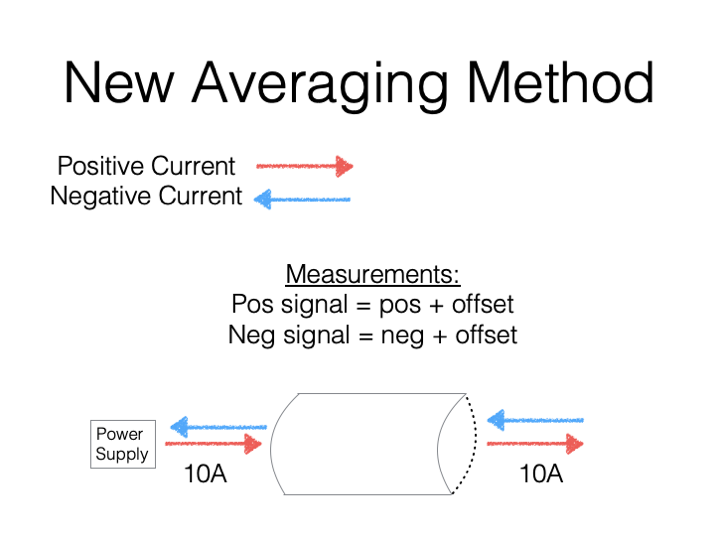 New Averaging Method
Positive Current
Negative Current
Measurements:
Pos signal = pos + offset
Neg signal = neg + offset
Power
Supply
10A
10A